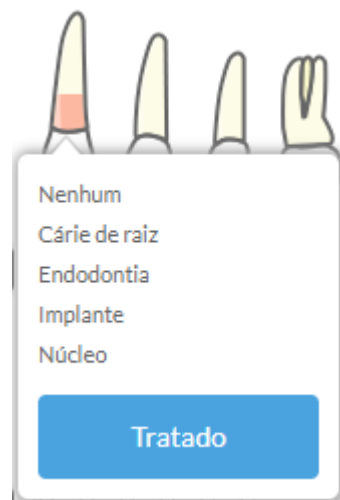 Nenhum
Cárie de raiz
Endodontia
Implante
Núcleo
Tratado